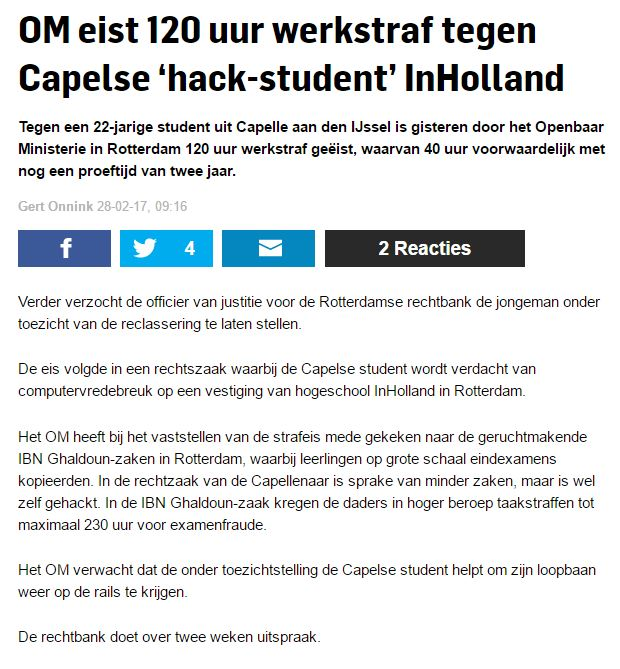 OM eist 120 uur werkstraf tegen
Capelse ‘hack-student’ InHolland
Tegen een 22-jarige student uit Capelle aan den IJssel is gisteren door het Openbaar
Ministerie in Rotterdam 120 uur werkstraf geëist, waarvan 40 uur voorwaardelijk met
nog een proeftijd van twee jaar.
Gert Onnink 28-02-17, 09:16
f
4
2 Reacties
Verder verzocht de officier van justitie voor de Rotterdamse rechtbank de jongeman onder
toezicht van de reclassering te laten stellen.
De eis volgde in een rechtszaak waarbij de Capelse student wordt verdacht van
computervredebreuk op een vestiging van hogeschool InHolland in Rotterdam.
Het OM heeft bij het vaststellen van de strafeis mede gekeken naar de geruchtmakende
IBN Ghaldoun-zaken in Rotterdam, waarbij leerlingen op grote schaal eindexamens
kopieerden. In de rechtzaak van de Capellenaar is sprake van minder zaken, maar is wel
zelf gehackt. In de IBN Ghaldoun-zaak kregen de daders in hoger beroep taakstraffen tot
maximaal 230 uur voor examenfraude.
Het OM verwacht dat de onder toezichtstelling de Capelse student helpt om zijn loopbaan
weer op de rails te krijgen.
De rechtbank doet over twee weken uitspraak.